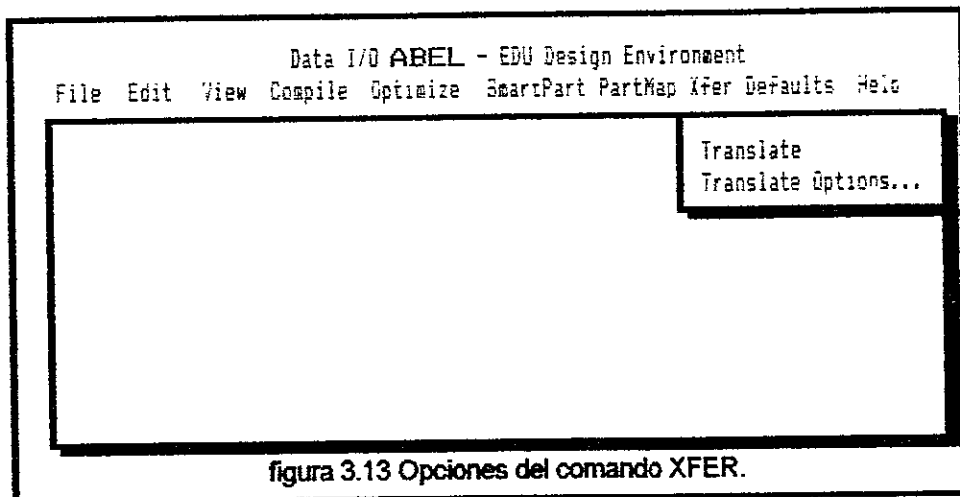 Data I/O ABEL - EDU Design Environment
File Edit View Compile Optimize SmartPart PartMap Xfer Defaults Help
Translate
Translate Options...
figura 3.13 Opciones del comando XFER.